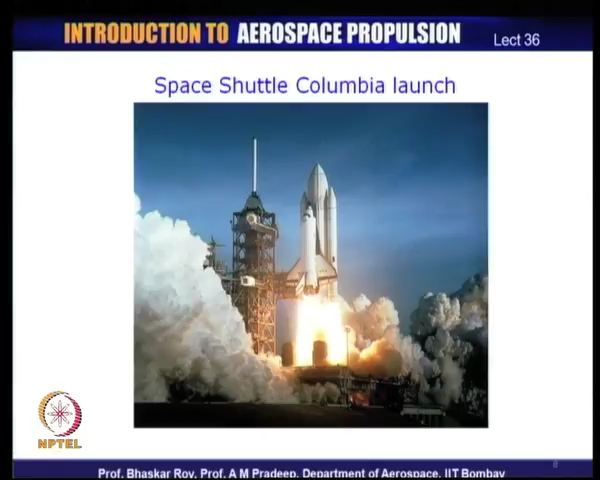 INTRODUCTION TO AEROSPACE PROPULSION
Lect 36
Space Shuttle Columbia launch
NPTEL
8
Prof. Bhaskar Roy, Prof. A M Pradeep, Department of Aerospace, IIT Bombay